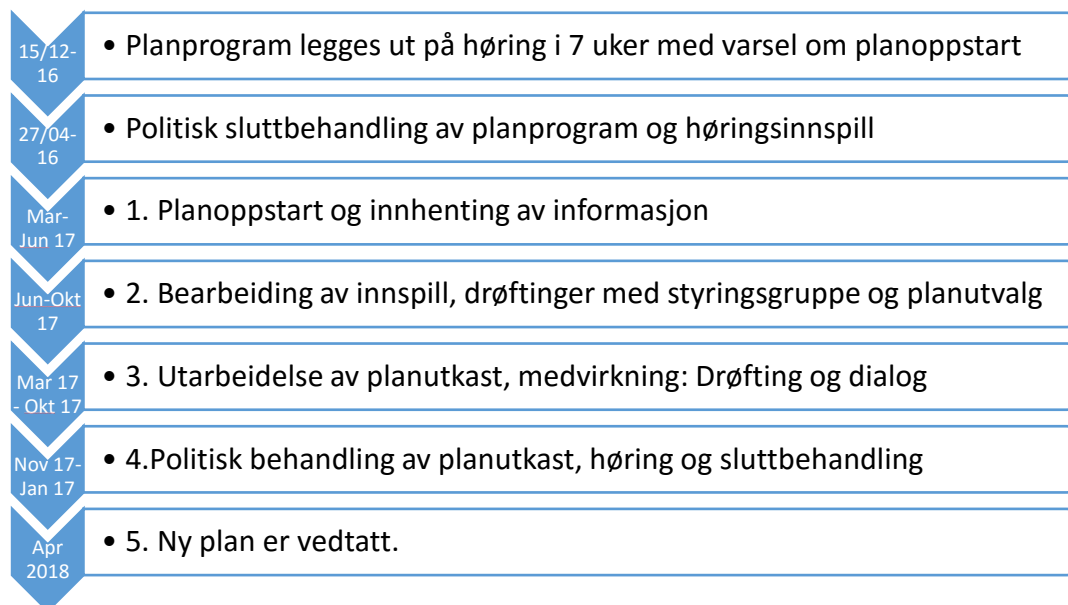 15/12-
16
• Planprogram legges ut på høring i 7 uker med varsel om planoppstart
27/04-
16
• Politisk sluttbehandling av planprogram og høringsinnspill
Mar-
Jun 17
• 1. Planoppstart og innhenting av informasjon
Jun-Okt
17
• 2. Bearbeiding av innspill, drøftinger med styringsgruppe og planutvalg
Mar 17
- Okt 17
• 3. Utarbeidelse av planutkast, medvirkning: Drøfting og dialog
Nov 17-
Jan 17
• 4.Politisk behandling av planutkast, høring og sluttbehandling
Apr
2018
• 5. Ny plan er vedtatt.